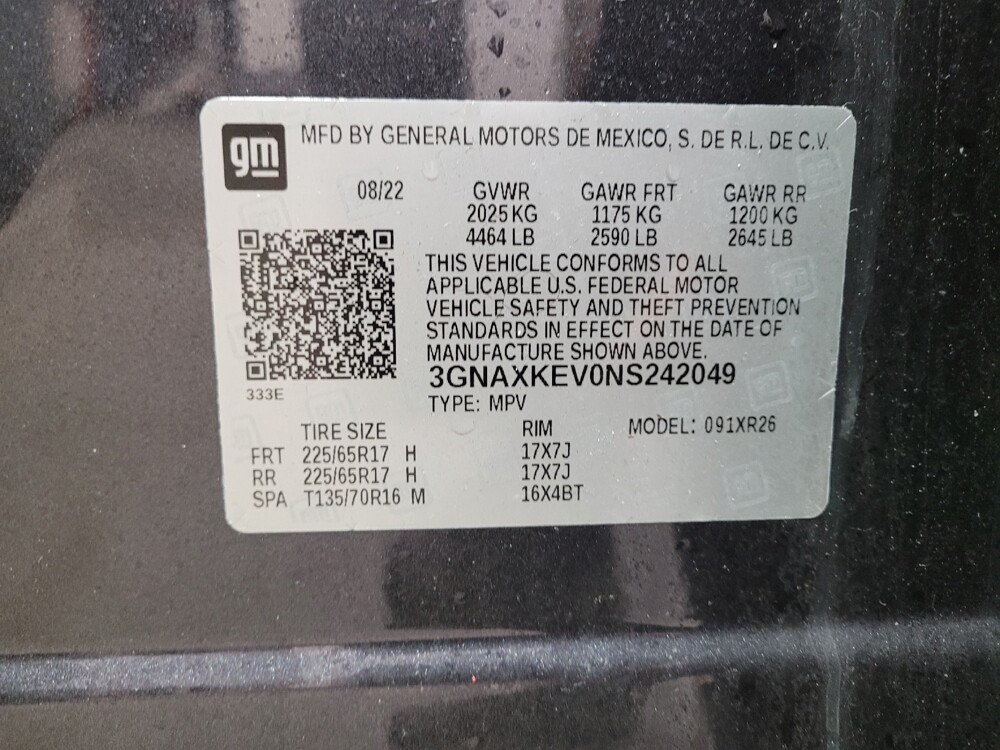 gm
MFD BY GENERAL MOTORS DE MEXICO, S. DE R.L. DE C.V.
08/22 GVWR GAWR FRT GAWR RR
2025 KG 1175 KG 1200 KG
4464 LB 2590 LB 2645 LB
THIS VEHICLE CONFORMS TO ALL
APPLICABLE U.S. FEDERAL MOTOR
VEHICLE SAFETY AND THEFT PREVENTION
STANDARDS IN EFFECT ON THE DATE OF
MANUFACTURE SHOWN ABOVE.
3GNAXKEV0NS242049
333E
TYPE: MPV
TIRE SIZE RIM MODEL: 091XR26
FRT 225/65R17 H 17X7J
RR 225/65R17 H 17X7J
SPA T135/70R16 M 16X4BT